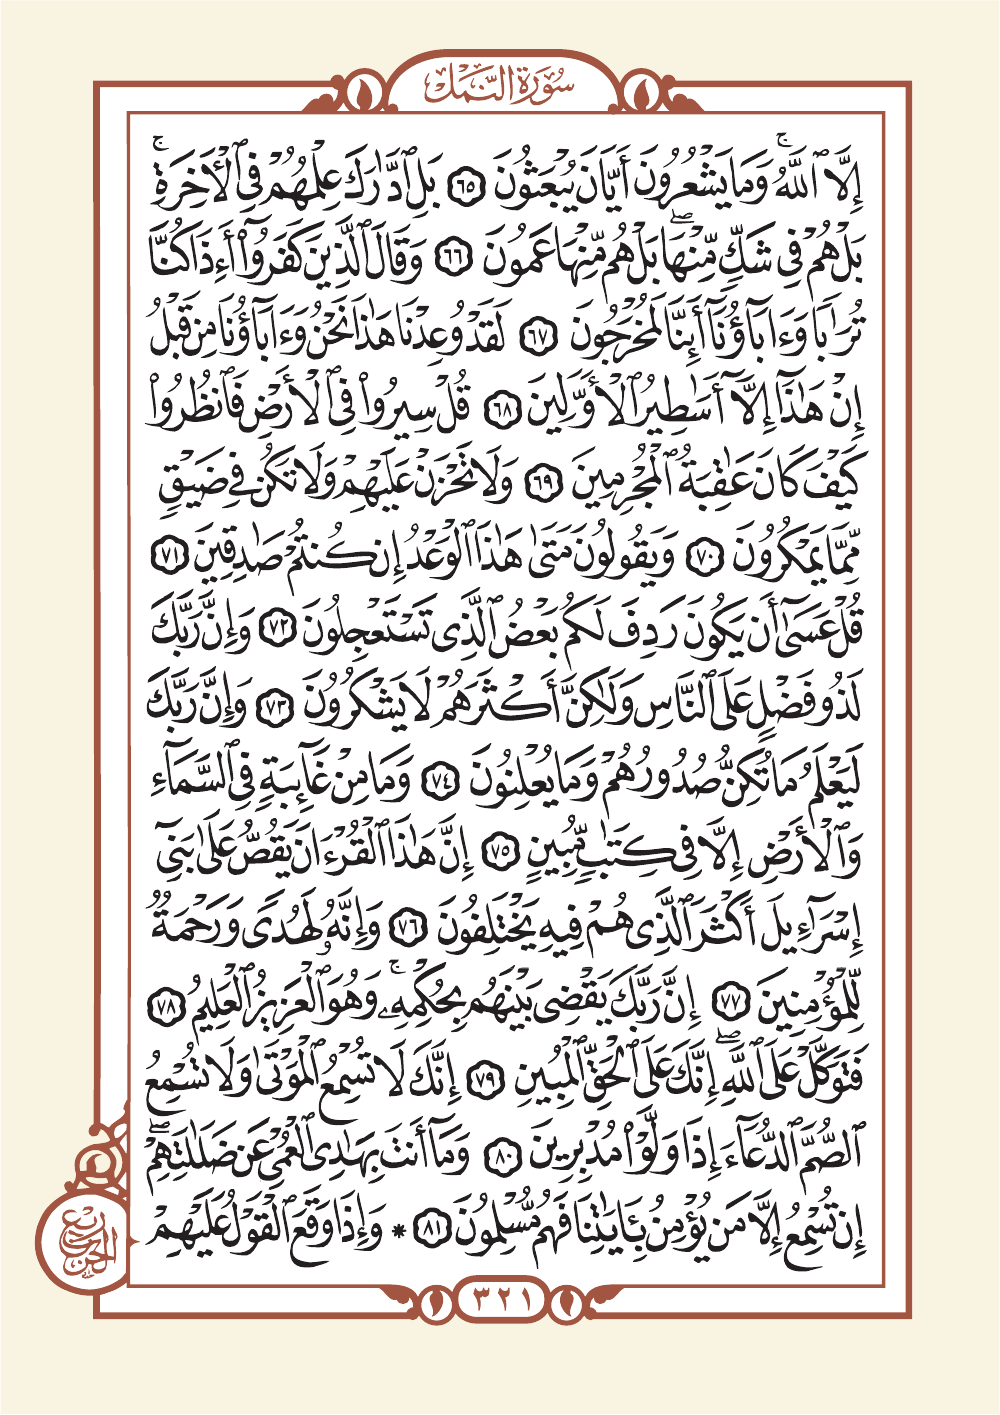 سُورَةُ النَّمْلِ
إِلَّا ٱللَّهُۚ وَمَا يَشْعُرُونَ أَيَّانَ يُبْعَثُونَ ٦٥ بَلِ ٱدَّٰرَكَ عِلْمُهُمْ فِي ٱلْأٓخِرَةِۚ
بَلْ هُمْ فِي شَكٍّ مِّنْهَاۖ بَلْ هُم مِّنْهَا عَمُونَ ٦٦ وَقَالَ ٱلَّذِينَ كَفَرُوٓا۟ أَءِذَا كُنَّا
تُرَٰبًا وَءَابَآؤُنَآ أَئِنَّا لَمُخْرَجُونَ ٦٧ لَقَدْ وُعِدْنَا هَٰذَا نَحْنُ وَءَابَآؤُنَا مِن قَبْلُ
إِنْ هَٰذَآ إِلَّآ أَسَٰطِيرُ ٱلْأَوَّلِينَ ٦٨ قُلْ سِيرُوا۟ فِي ٱلْأَرْضِ فَٱنظُرُوا۟
كَيْفَ كَانَ عَٰقِبَةُ ٱلْمُجْرِمِينَ ٦٩ وَلَا تَحْزَنْ عَلَيْهِمْ وَلَا تَكُن فِي ضَيْقٍ
مِّمَّا يَمْكُرُونَ ٧٠ وَيَقُولُونَ مَتَىٰ هَٰذَا ٱلْوَعْدُ إِن كُنتُمْ صَٰدِقِينَ ٧١
قُلْ عَسَىٰٓ أَن يَكُونَ رَدِفَ لَكُم بَعْضُ ٱلَّذِي تَسْتَعْجِلُونَ ٧٢ وَإِنَّ رَبَّكَ
لَذُو فَضْلٍ عَلَى ٱلنَّاسِ وَلَٰكِنَّ أَكْثَرَهُمْ لَا يَشْكُرُونَ ٧٣ وَإِنَّ رَبَّكَ
لَيَعْلَمُ مَا تُكِنُّ صُدُورُهُمْ وَمَا يُعْلِنُونَ ٧٤ وَمَا مِنْ غَآئِبَةٍ فِي ٱلسَّمَآءِ
وَٱلْأَرْضِ إِلَّا فِي كِتَٰبٍ مُّبِينٍ ٧٥ إِنَّ هَٰذَا ٱلْقُرْءَانَ يَقُصُّ عَلَىٰ بَنِيٓ
إِسْرَٰٓءِيلَ أَكْثَرَ ٱلَّذِي هُمْ فِيهِ يَخْتَلِفُونَ ٧٦ وَإِنَّهُۥ لَهُدًى وَرَحْمَةٌ
لِّلْمُؤْمِنِينَ ٧٧ إِنَّ رَبَّكَ يَقْضِي بَيْنَهُم بِحُكْمِهِۦۚ وَهُوَ ٱلْعَزِيزُ ٱلْعَلِيمُ ٧٨
فَتَوَكَّلْ عَلَى ٱللَّهِۖ إِنَّكَ عَلَى ٱلْحَقِّ ٱلْمُبِينِ ٧٩ إِنَّكَ لَا تُسْمِعُ ٱلْمَوْتَىٰ وَلَا تُسْمِعُ
ٱلصُّمَّ ٱلدُّعَآءَ إِذَا وَلَّوْا۟ مُدْبِرِينَ ٨٠ وَمَآ أَنتَ بِهَٰدِي ٱلْعُمْيِ عَن ضَلَٰلَتِهِمْۖ
إِن تُسْمِعُ إِلَّا مَن يُؤْمِنُ بِـَٔايَٰتِنَا فَهُم مُّسْلِمُونَ ٨١ * وَإِذَا وَقَعَ ٱلْقَوْلُ عَلَيْهِمْ
ربع
الحزب
٣٢١